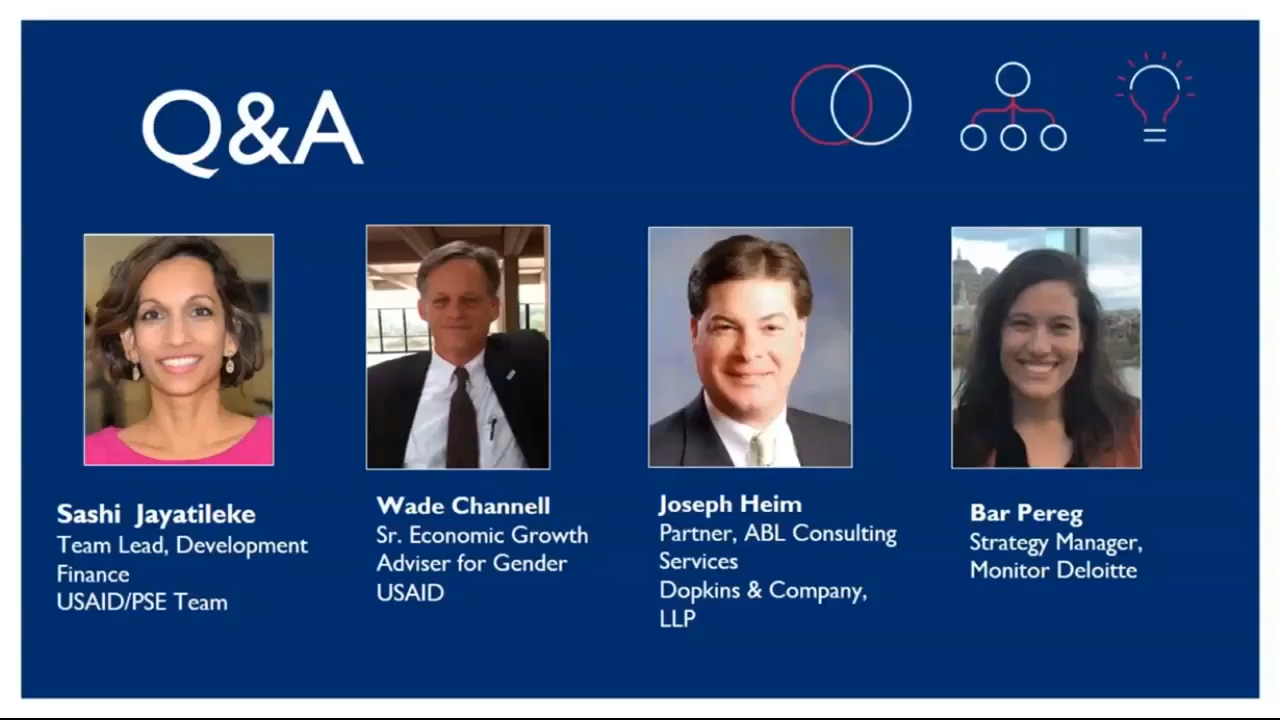 Q&A
Sashi Jayatileke
Team Lead, Development
Finance
USAID/PSE Team
Wade Channell
Sr. Economic Growth
Adviser for Gender
USAID
Joseph Heim
Partner, ABL Consulting
Services
Dopkins & Company,
LLP
Bar Pereg
Strategy Manager,
Monitor Deloitte